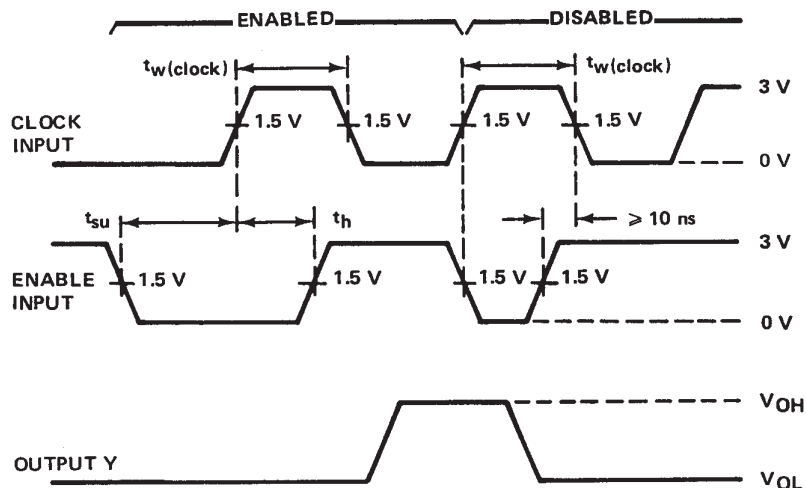 ENABLED DISABLED
tw(clock) tw(clock)
3 V
CLOCK INPUT
1.5 V 1.5 V 1.5 V 1.5 V
0 V
tsu th ⩾ 10 ns
3 V
ENABLE INPUT
1.5 V 1.5 V 1.5 V 1.5 V
0 V
VOH
OUTPUT Y
VOL